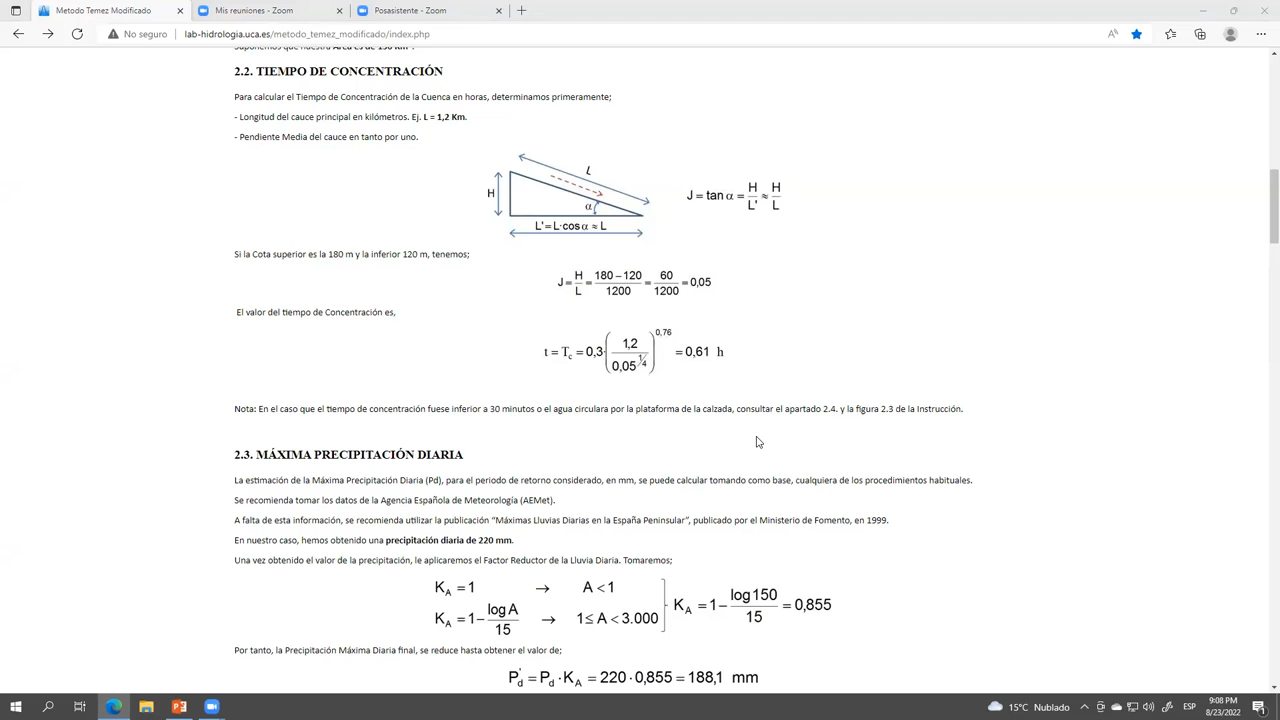 Metodo Temez Modificado
Mis reuniones - Zoom
Posasistente - Zoom
No seguro
lab-hidrologia.uca.es/metodo_temez_modificado/index.php
2.2. TIEMPO DE CONCENTRACIÓN
Para calcular el Tiempo de Concentración de la Cuenca en horas, determinamos primeramente;
- Longitud del cauce principal en kilómetros. Ej. L = 1,2 Km.
- Pendiente Media del cauce en tanto por uno.
L
H
α
L'=L·cos α ≈ L
J = tan α = H/L' ≈ H/L
Si la Cota superior es la 180 m y la inferior 120 m, tenemos;
J = H/L = 180−120/1200 = 60/1200 = 0,05
El valor del tiempo de Concentración es,
t = Tc = 0,3·(1,2/0,05^1/4)^0,76 = 0,61 h
Nota: En el caso que el tiempo de concentración fuese inferior a 30 minutos o el agua circulara por la plataforma de la calzada, consultar el apartado 2.4. y la figura 2.3 de la Instrucción.
2.3. MÁXIMA PRECIPITACIÓN DIARIA
La estimación de la Máxima Precipitación Diaria (Pd), para el periodo de retorno considerado, en mm, se puede calcular tomando como base, cualquiera de los procedimientos habituales.
Se recomienda tomar los datos de la Agencia Española de Meteorología (AEMet).
A falta de esta información, se recomienda utilizar la publicación “Máximas Lluvias Diarias en la España Peninsular”, publicado por el Ministerio de Fomento, en 1999.
En nuestro caso, hemos obtenido una precipitación diaria de 220 mm.
Una vez obtenido el valor de la precipitación, le aplicaremos el Factor Reductor de la Lluvia Diaria. Tomaremos;
KA = 1 → A < 1
KA = 1− log A/15 → 1 ≤ A < 3.000
KA = 1− log 150/15 = 0,855
Por tanto, la Precipitación Máxima Diaria final, se reduce hasta obtener el valor de;
P'd = Pd · KA = 220 · 0,855 = 188,1 mm
15°C Nublado
ESP
9:08 PM
8/23/2022